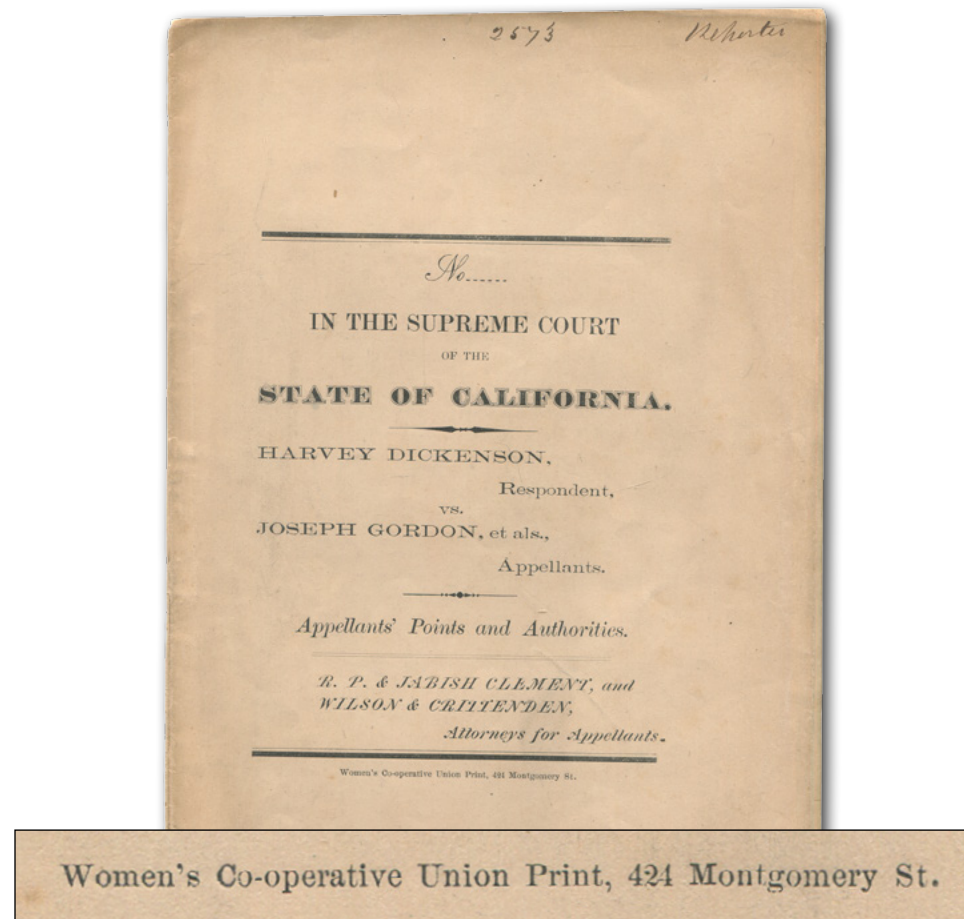 2573 Reporter
No......
IN THE SUPREME COURT
OF THE
STATE OF CALIFORNIA.
HARVEY DICKENSON,
Respondent,
vs.
JOSEPH GORDON, et als.,
Appellants.
Appellants' Points and Authorities.
R. P. & JABISH CLEMENT, and
WILSON & CRITTENDEN,
Attorneys for Appellants.
Women's Co-operative Union Print, 424 Montgomery St.
Women's Co-operative Union Print, 424 Montgomery St.